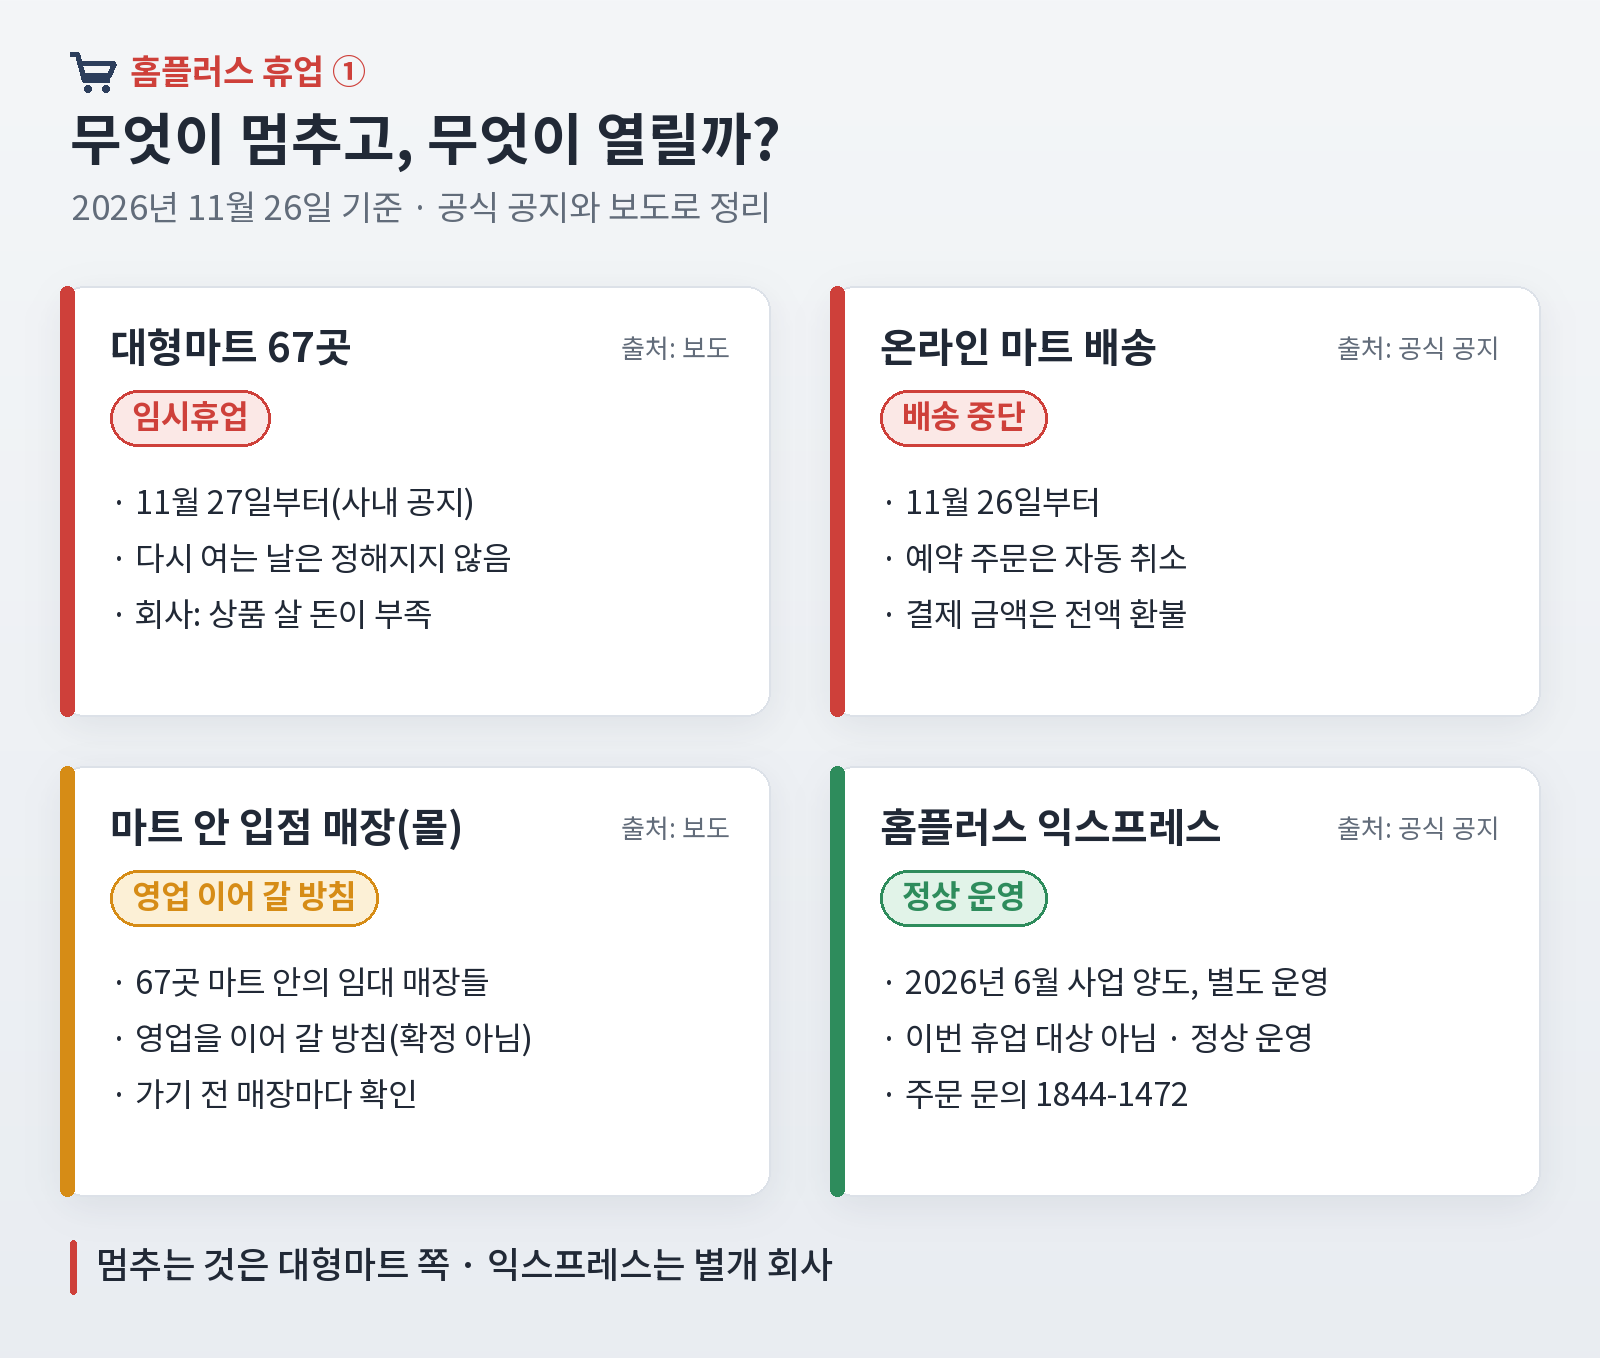 홈플러스 휴업 ①
무엇이 멈추고, 무엇이 열릴까?
2026년 11월 26일 기준 · 공식 공지와 보도로 정리
대형마트 67곳
출처: 보도
임시휴업
· 11월 27일부터(사내 공지)
· 다시 여는 날은 정해지지 않음
· 회사: 상품 살 돈이 부족
온라인 마트 배송
출처: 공식 공지
배송 중단
· 11월 26일부터
· 예약 주문은 자동 취소
· 결제 금액은 전액 환불
마트 안 입점 매장(몰)
출처: 보도
영업 이어 갈 방침
· 67곳 마트 안의 임대 매장들
· 영업을 이어 갈 방침(확정 아님)
· 가기 전 매장마다 확인
홈플러스 익스프레스
출처: 공식 공지
정상 운영
· 2026년 6월 사업 양도, 별도 운영
· 이번 휴업 대상 아님 · 정상 운영
· 주문 문의 1844-1472
멈추는 것은 대형마트 쪽 · 익스프레스는 별개 회사